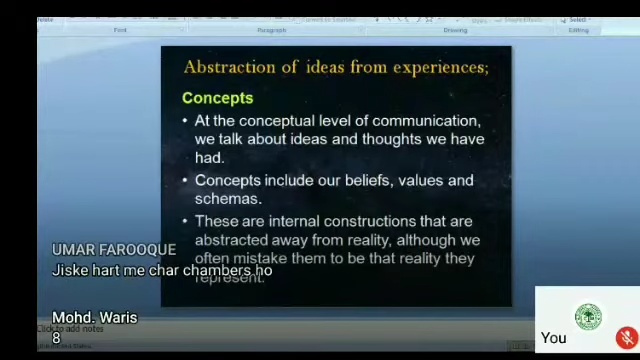 Font
Paragraph
Drawing
Editing
Select
Abstraction of ideas from experiences;
Concepts
• At the conceptual level of communication,
we talk about ideas and thoughts we have
had.
• Concepts include our beliefs, values and
schemas.
• These are internal constructions that are
abstracted away from reality, although we
often mistake them to be that reality they
represent.
UMAR FAROOQUE
Jiske hart me char chambers ho
Mohd. Waris
8
Click to add notes
You